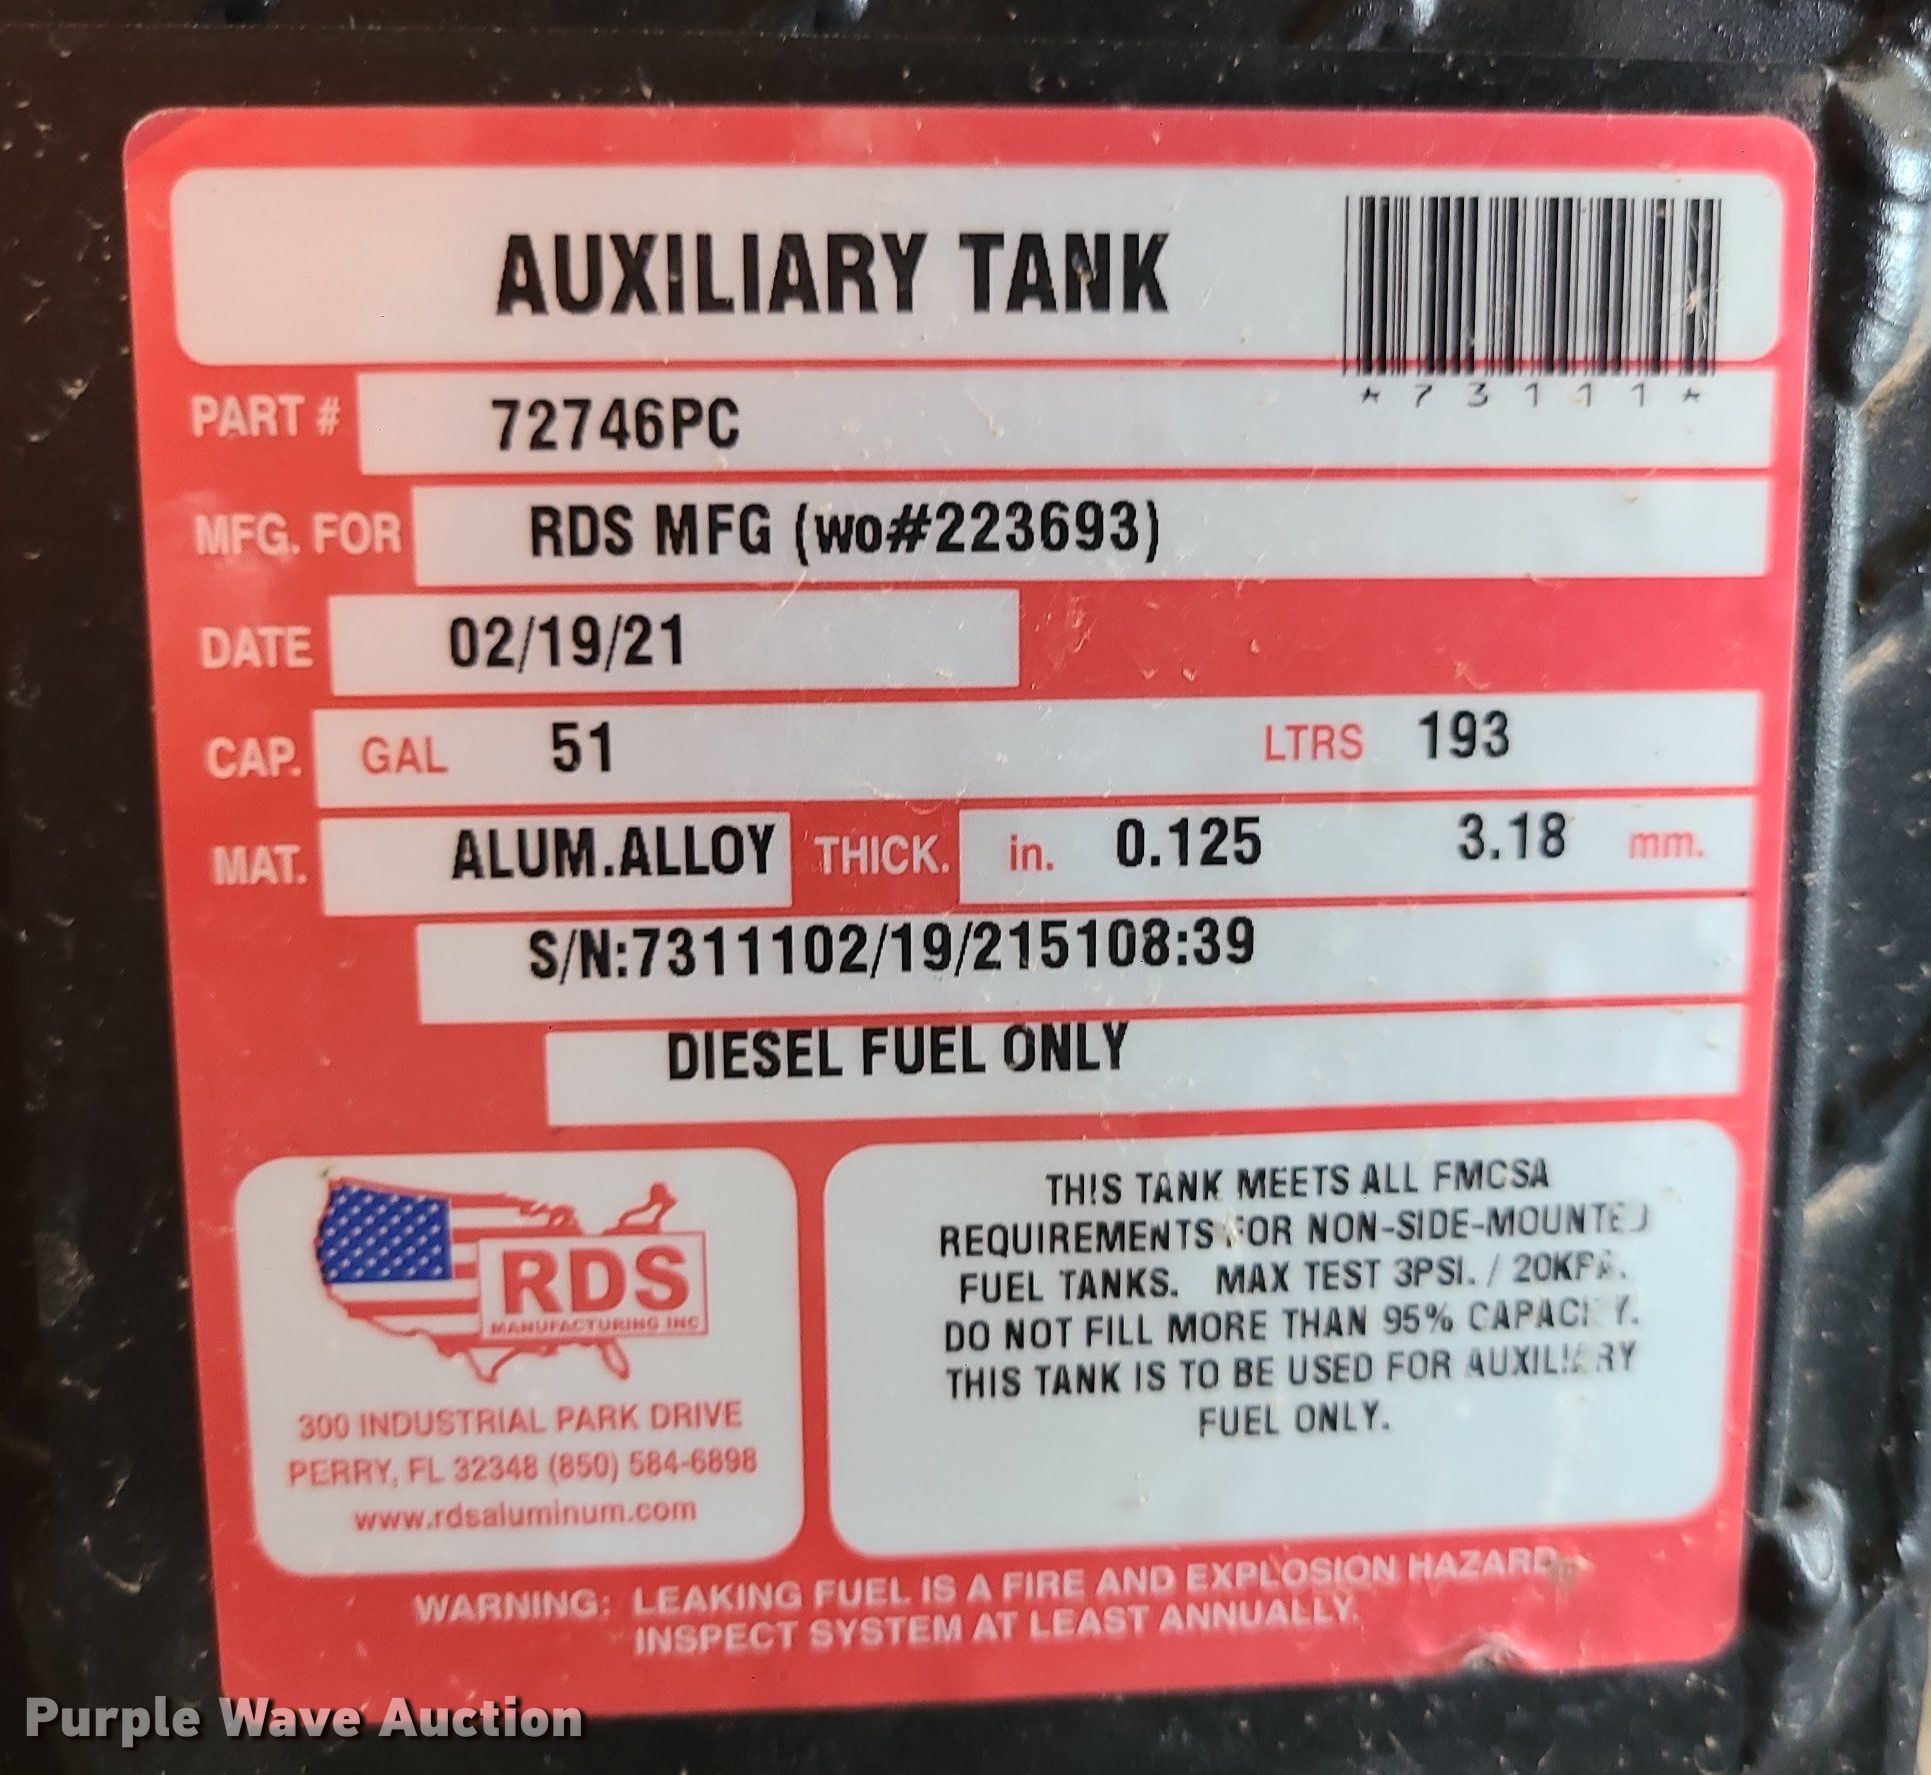 AUXILIARY TANK
*73111*
PART # 72746PC
MFG. FOR RDS MFG (wo#223693)
DATE 02/19/21
CAP. GAL 51 LTRS 193
MAT. ALUM.ALLOY THICK. in. 0.125 3.18 mm.
S/N:7311102/19/215108:39
DIESEL FUEL ONLY
RDS
MANUFACTURING INC
300 INDUSTRIAL PARK DRIVE
PERRY, FL 32348 (850) 584-6898
www.rdsaluminum.com
THIS TANK MEETS ALL FMCSA
REQUIREMENTS FOR NON-SIDE-MOUNTED
FUEL TANKS. MAX TEST 3PSI. / 20KPA.
DO NOT FILL MORE THAN 95% CAPACITY.
THIS TANK IS TO BE USED FOR AUXILIARY
FUEL ONLY.
WARNING: LEAKING FUEL IS A FIRE AND EXPLOSION HAZARD.
INSPECT SYSTEM AT LEAST ANNUALLY.
Purple Wave Auction